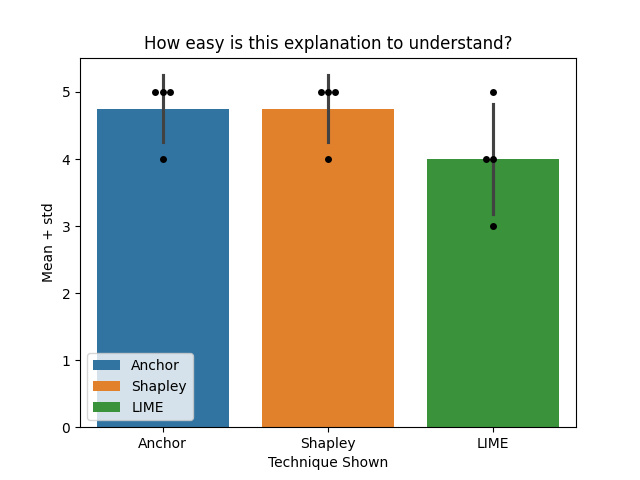 How easy is this explanation to understand?
Mean + std
5
4
3
2
1
0
Anchor
Shapley
LIME
Anchor
Shapley
LIME
Technique Shown